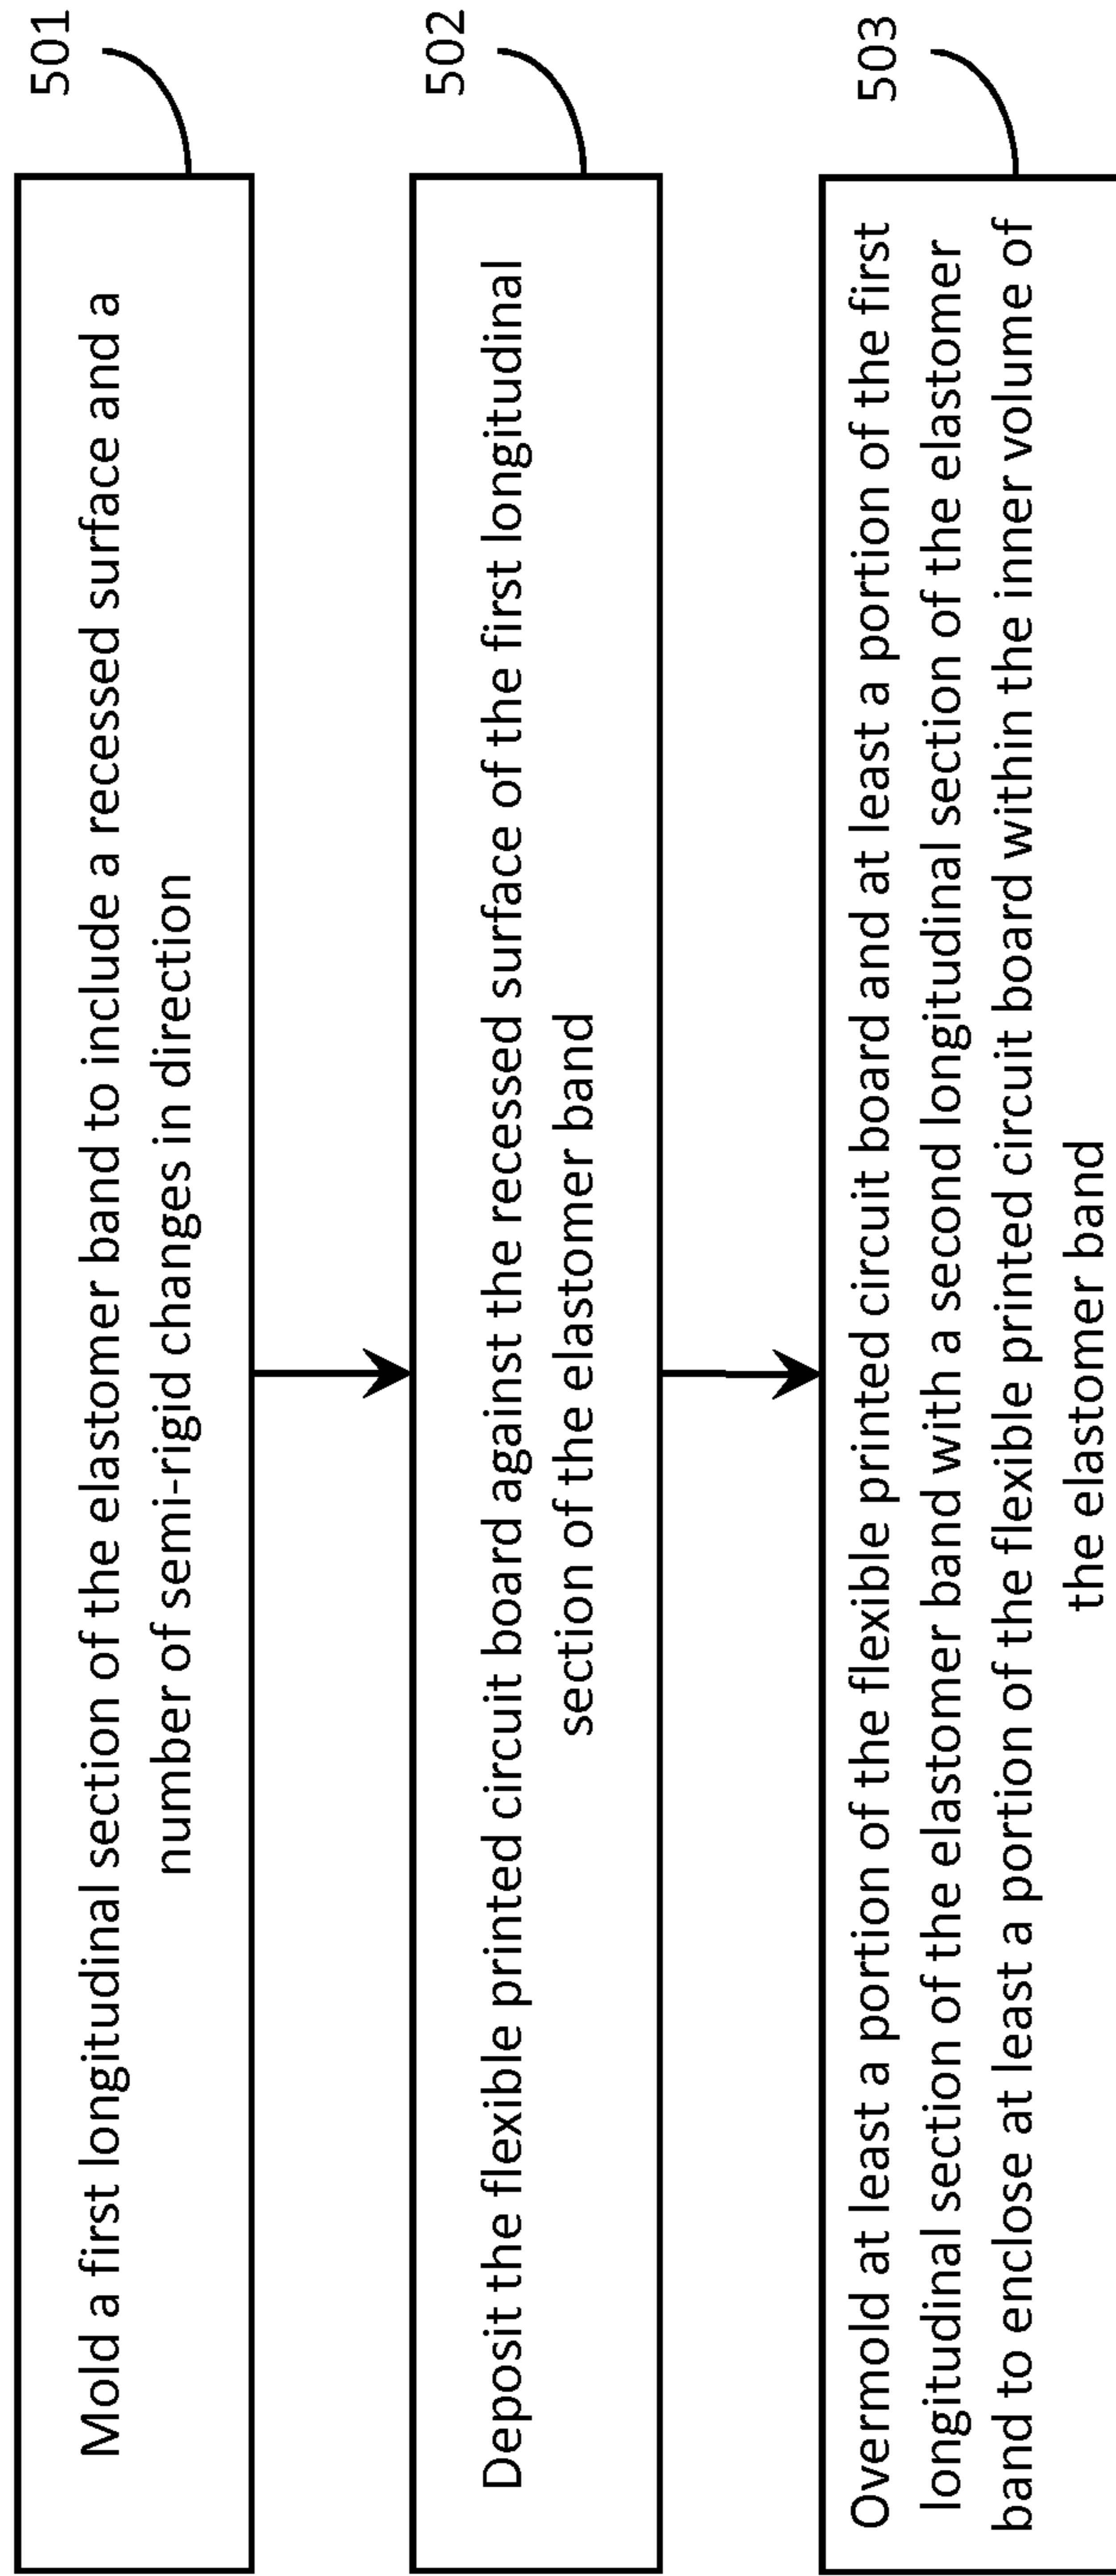 501
Mold a first longitudinal section of the elastomer band to include a recessed surface and a
number of semi-rigid changes in direction
502
Deposit the flexible printed circuit board against the recessed surface of the first longitudinal
section of the elastomer band
503
Overmold at least a portion of the flexible printed circuit board and at least a portion of the first
longitudinal section of the elastomer band with a second longitudinal section of the elastomer
band to enclose at least a portion of the flexible printed circuit board within the inner volume of
the elastomer band